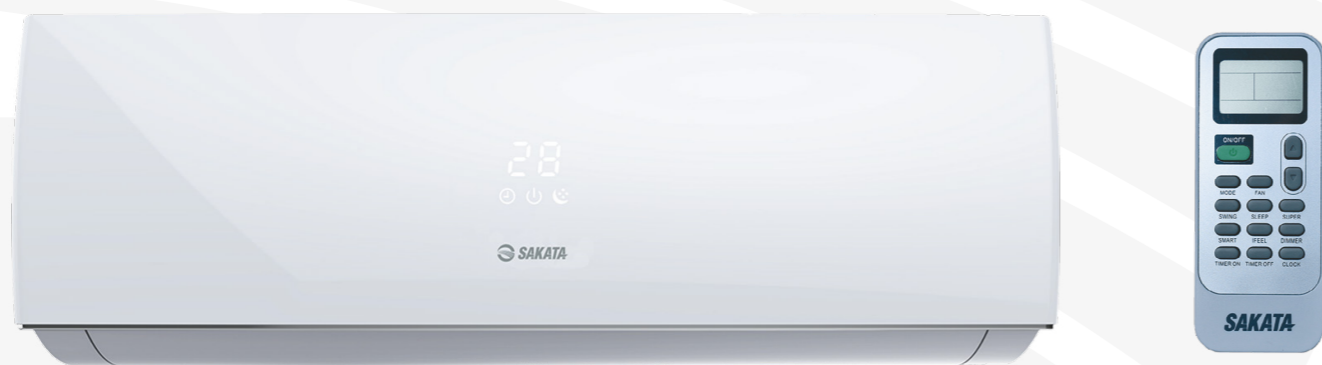 28
SAKATA
ON/OFF
MODE FAN
SWING SLEEP SUPER
SMART IFEEL DIMMER
TIMER ON TIMER OFF CLOCK
SAKATA